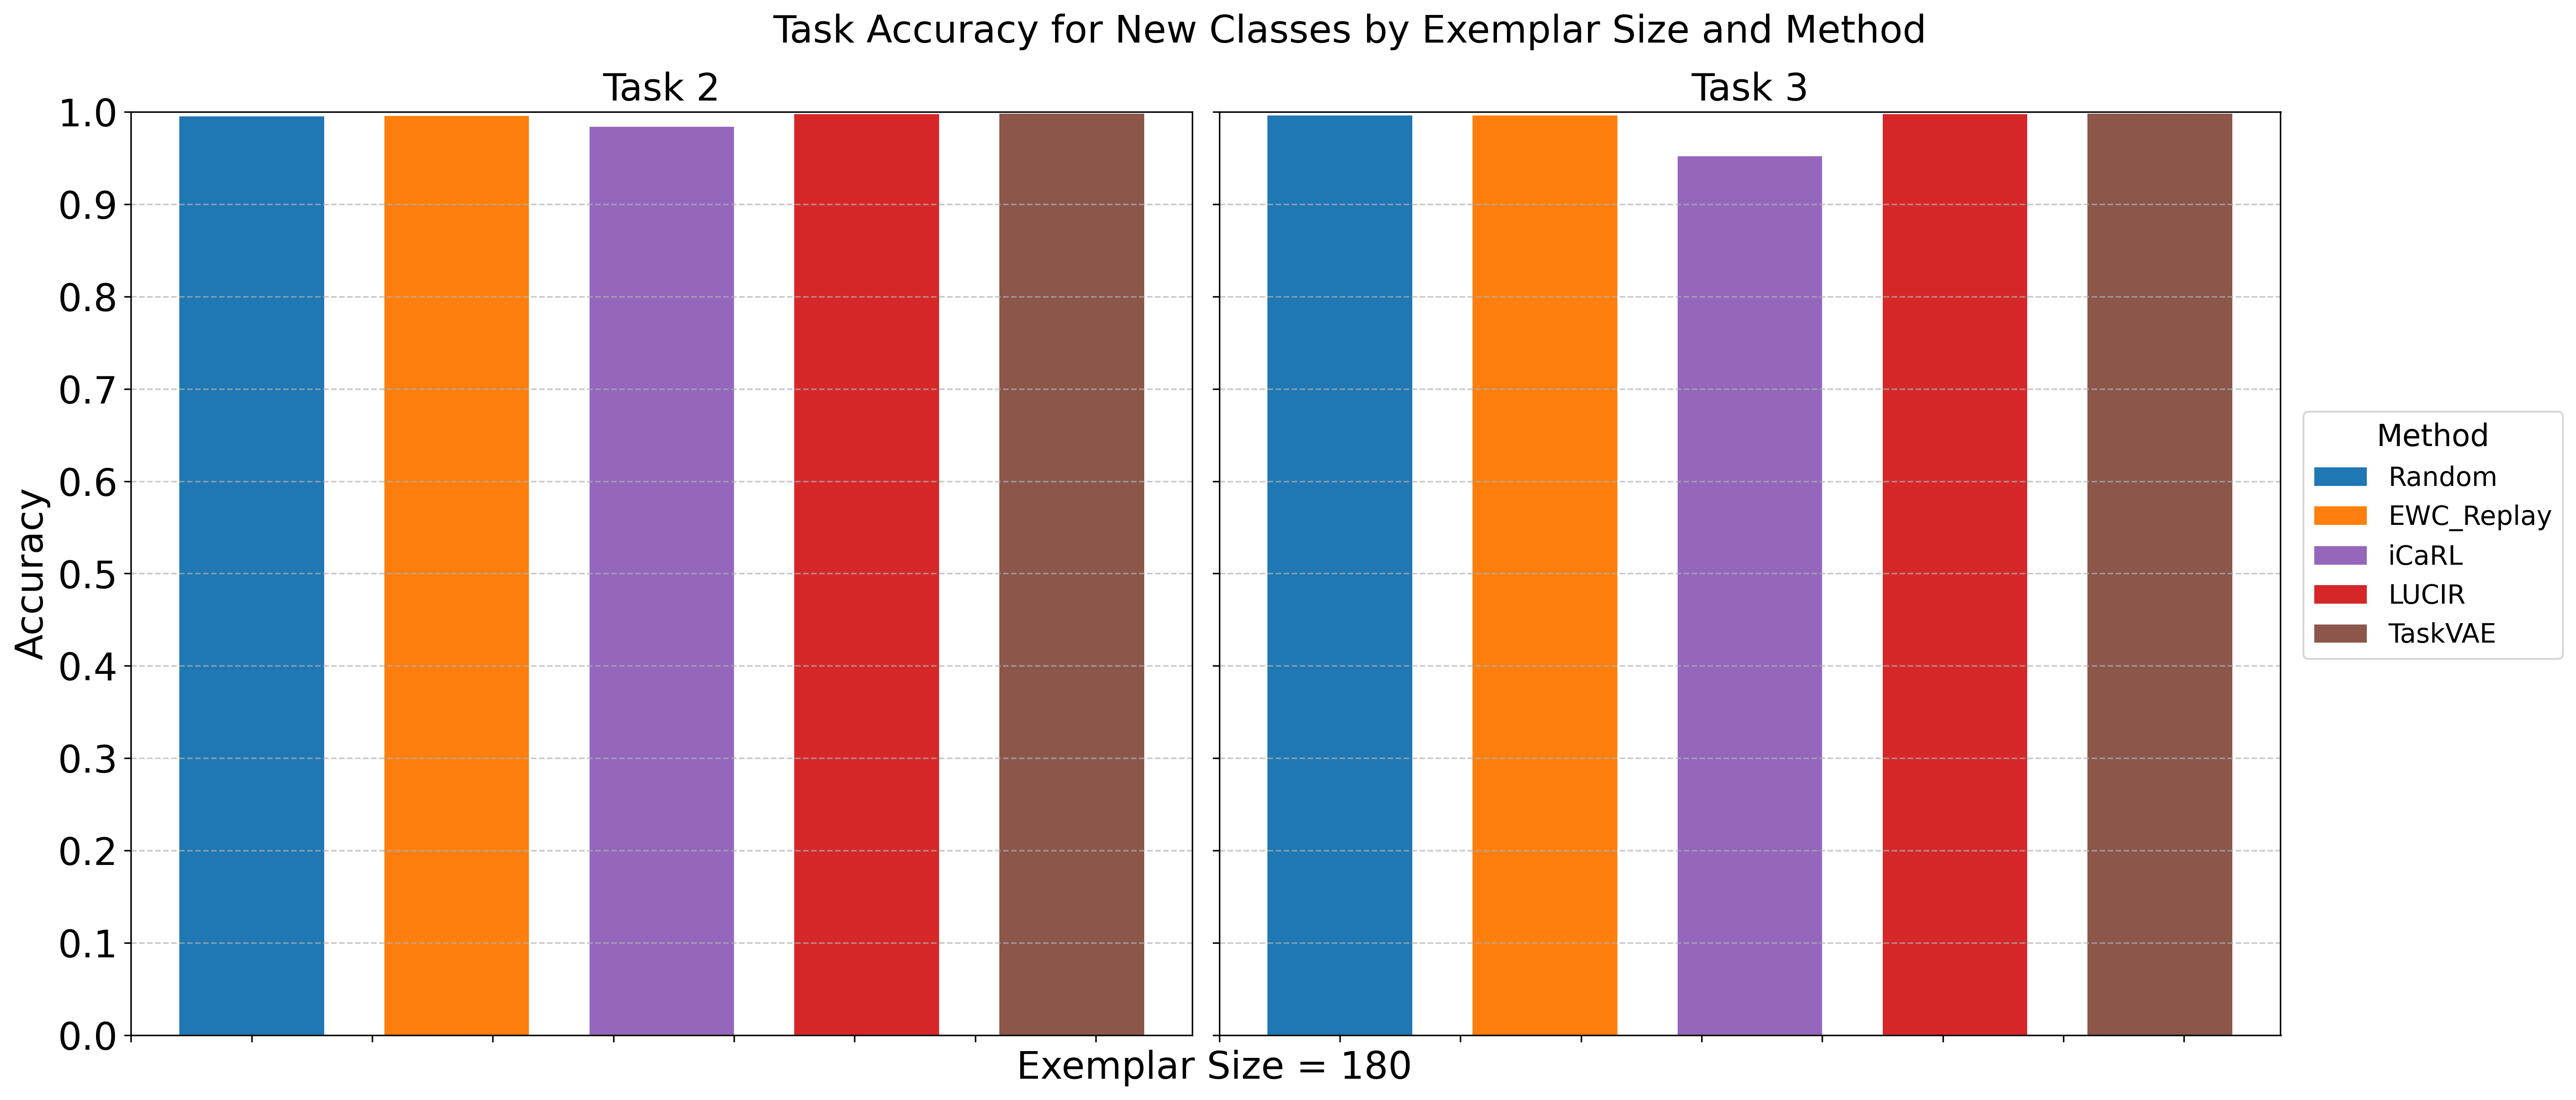 Task Accuracy for New Classes by Exemplar Size and Method
Task 2
Task 3
1.0
0.9
0.8
0.7
0.6
0.5
0.4
0.3
0.2
0.1
0.0
Accuracy
Exemplar Size = 180
Method
Random
EWC_Replay
iCaRL
LUCIR
TaskVAE